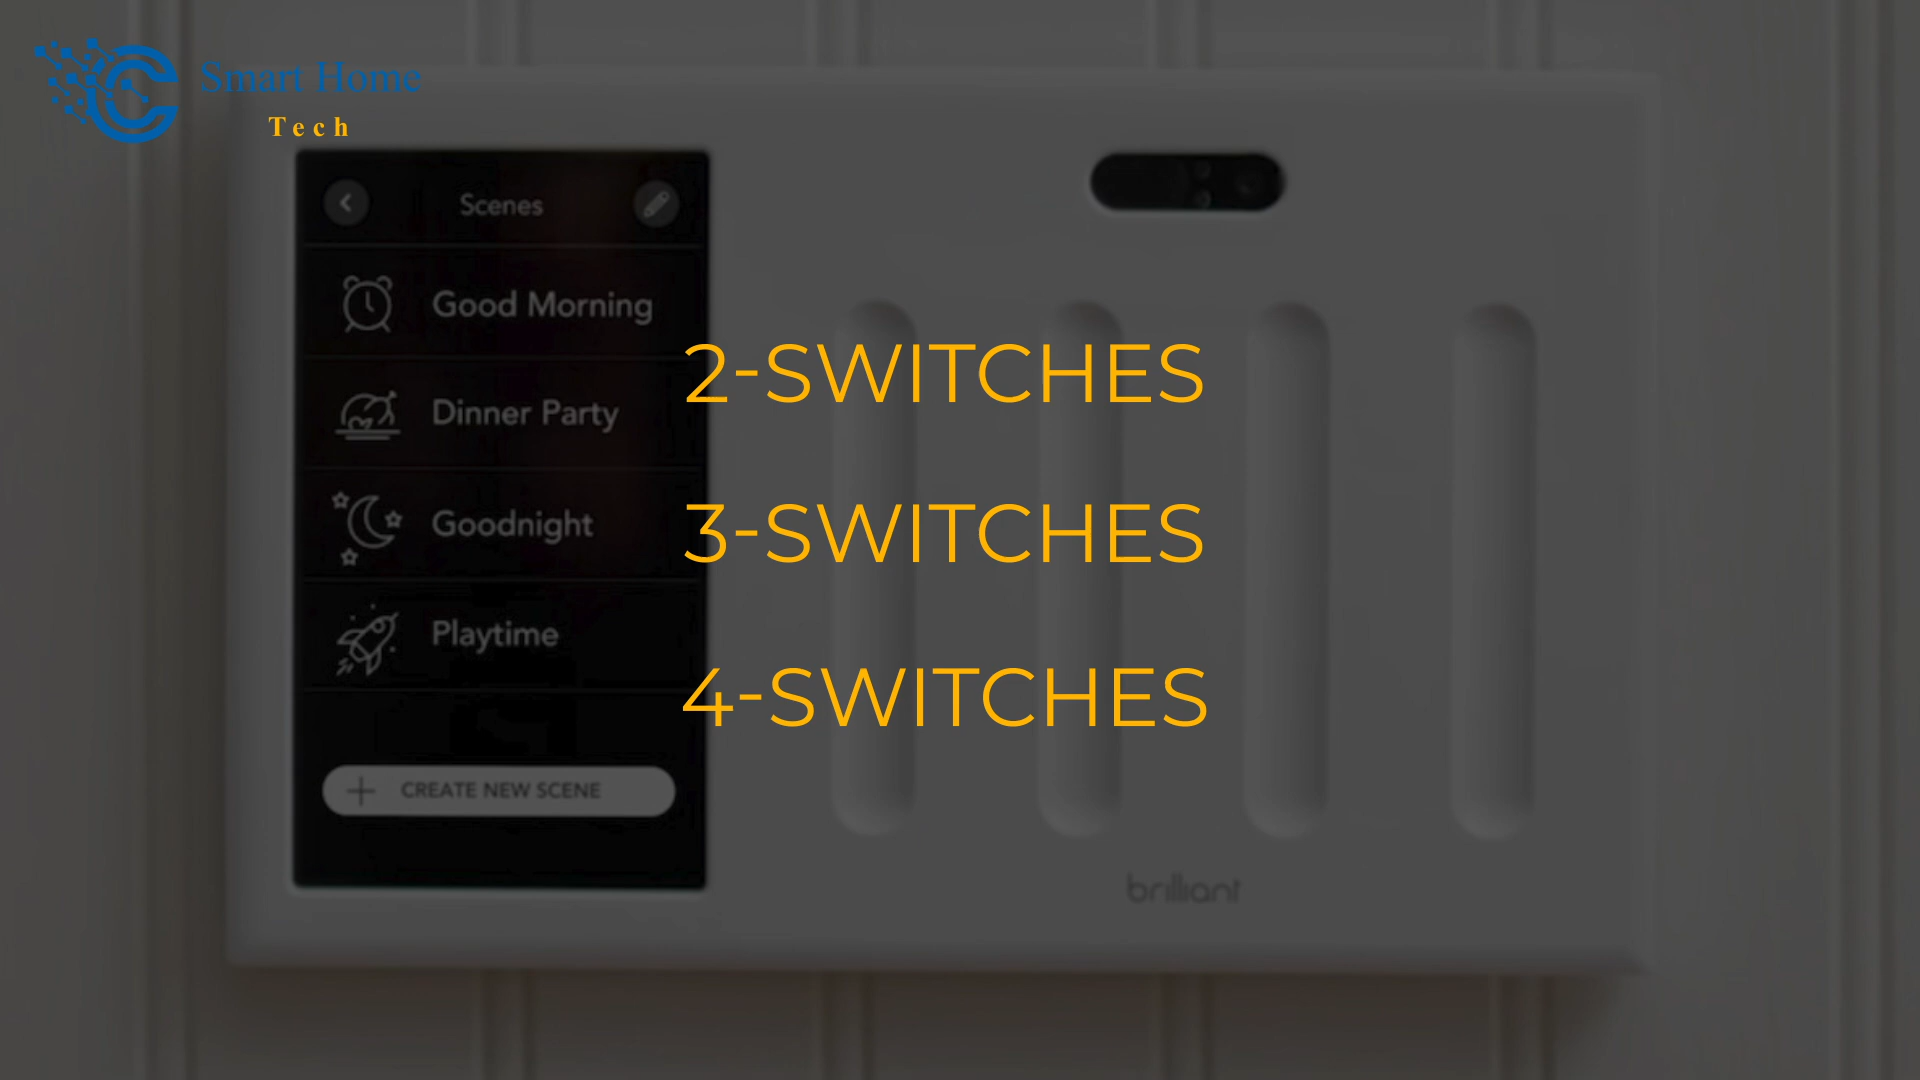 Smart Home
Tech
Scenes
Good Morning
Dinner Party
Goodnight
Playtime
CREATE NEW SCENE
2-SWITCHES
3-SWITCHES
4-SWITCHES
brilliant